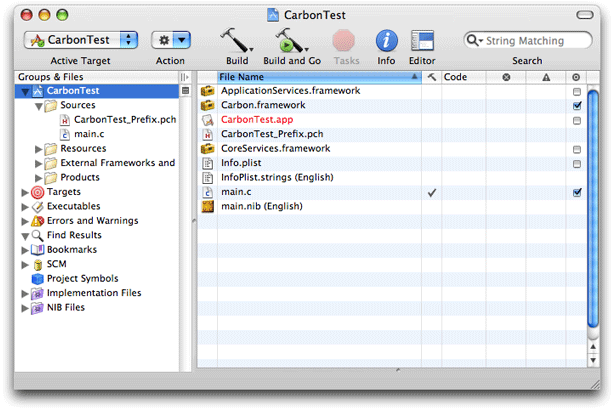 CarbonTest
CarbonTest
Build
Build and Go
Tasks
Info
Editor
String Matching
Active Target
Action
Search
Groups & Files
File Name
Code
CarbonTest
ApplicationServices.framework
Sources
Carbon.framework
CarbonTest_Prefix.pch
CarbonTest.app
main.c
CarbonTest_Prefix.pch
Resources
CoreServices.framework
External Frameworks and
Info.plist
Products
InfoPlist.strings (English)
Targets
main.c
Executables
main.nib (English)
Errors and Warnings
Find Results
Bookmarks
SCM
Project Symbols
Implementation Files
NIB Files